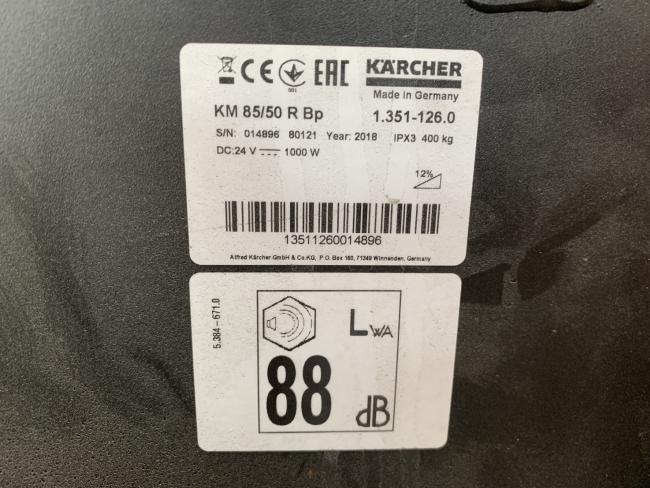 CE EAC KÄRCHER
001
Made in Germany
KM 85/50 R Bp 1.351-126.0
S/N: 014896 80121 Year: 2018 IPX3 400 kg
DC:24 V 1000 W
12%
13511260014896
Alfred Kärcher GmbH & Co.KG, P.O. Box 160, 71349 Winnenden, Germany
5.384-671.0
LWA
88 dB